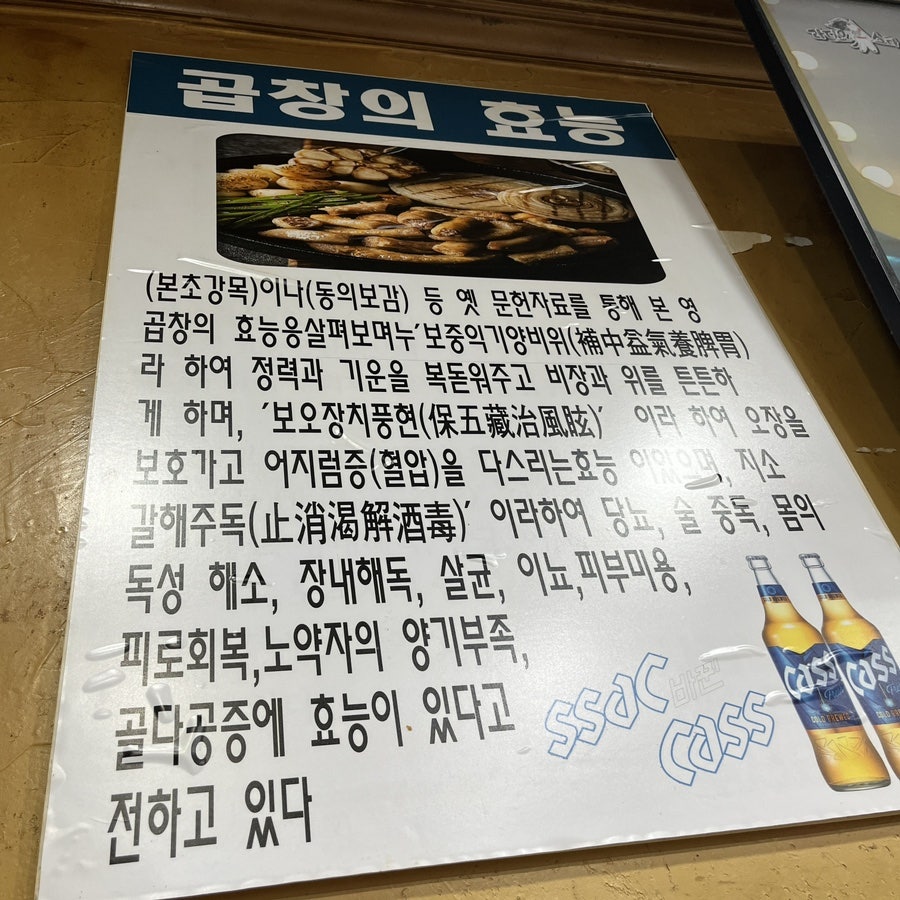 곱창의 효능
(본초강목)이나(동의보감) 등 옛 문헌자료를 통해 본 영
곱창의 효능응살펴보며누'보중익기양비위(補中益氣養脾胃)
라 하여 정력과 기운을 복돋워주고 비장과 위를 튼튼하
게 하며, '보오장치풍현(保五藏治風眩)' 이라 하여 오장을
보호가고 어지럼증(혈압)을 다스리는효능 이있으며, 지소
갈해주독(止消渴解酒毒)' 이라하여 당뇨, 술 중독, 몸의
독성 해소, 장내해독, 살균, 이뇨,피부미용,
피로회복,노약자의 양기부족,
골다공증에 효능이 있다고
전하고 있다
ssac 바꾼
cass
Cass
COLD BREWED
Cass